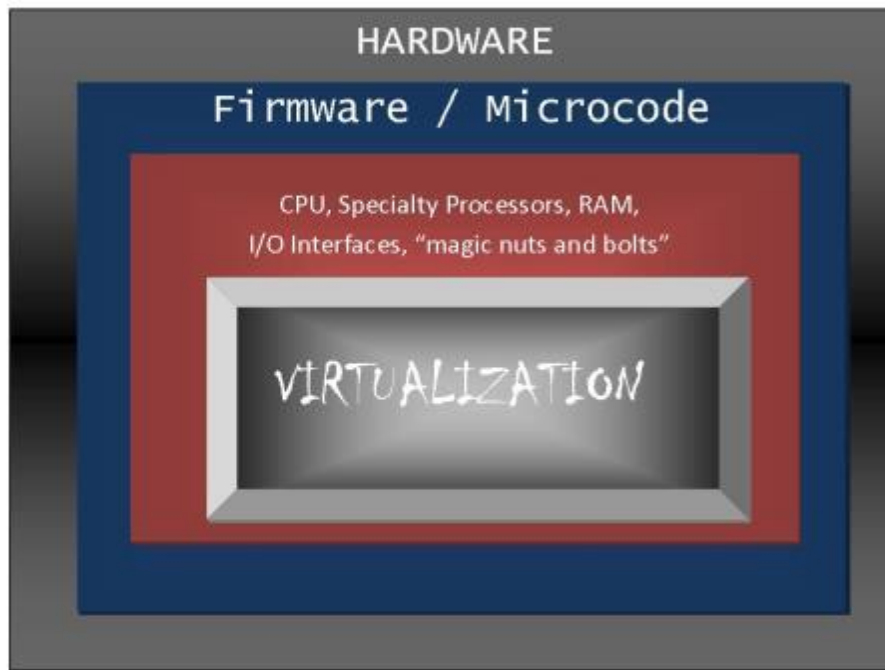 HARDWARE
Firmware / Microcode
CPU, Specialty Processors, RAM,
I/O Interfaces, “magic nuts and bolts”
VIRTUALIZATION